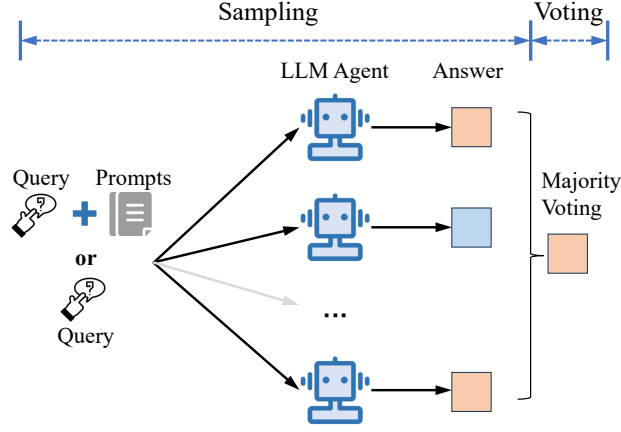 Sampling
Voting
LLM Agent
Answer
Query
Prompts
or
Query
?
?
...
Majority
Voting